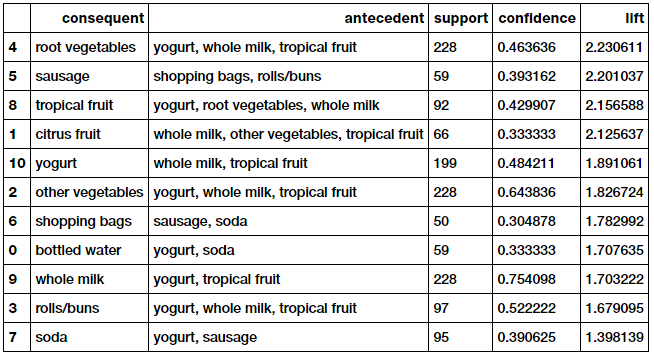 consequent antecedent support confidence lift
4 root vegetables yogurt, whole milk, tropical fruit 228 0.463636 2.230611
5 sausage shopping bags, rolls/buns 59 0.393162 2.201037
8 tropical fruit yogurt, root vegetables, whole milk 92 0.429907 2.156588
1 citrus fruit whole milk, other vegetables, tropical fruit 66 0.333333 2.125637
10 yogurt whole milk, tropical fruit 199 0.484211 1.891061
2 other vegetables yogurt, whole milk, tropical fruit 228 0.643836 1.826724
6 shopping bags sausage, soda 50 0.304878 1.782992
0 bottled water yogurt, soda 59 0.333333 1.707635
9 whole milk yogurt, tropical fruit 228 0.754098 1.703222
3 rolls/buns yogurt, whole milk, tropical fruit 97 0.522222 1.679095
7 soda yogurt, sausage 95 0.390625 1.398139